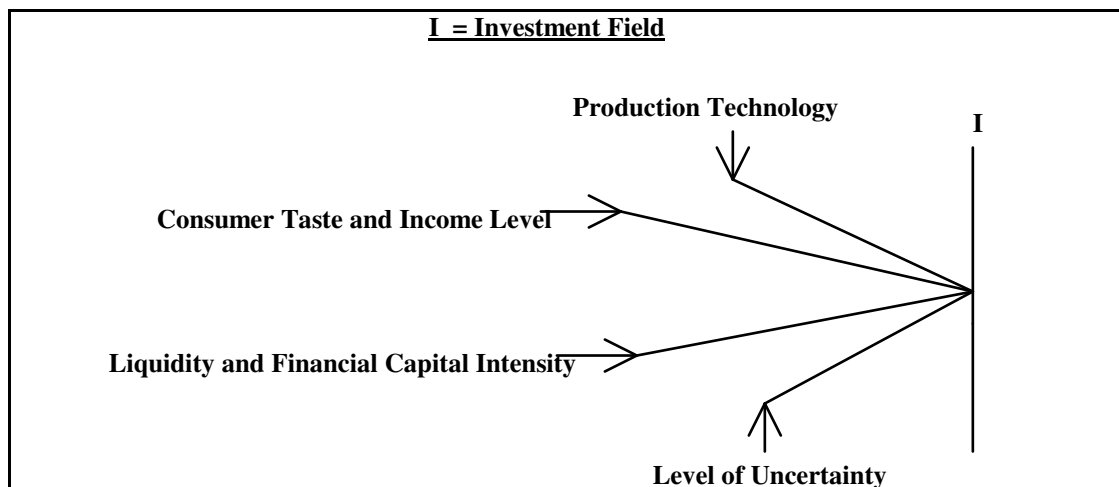 I = Investment Field
Production Technology
I
Consumer Taste and Income Level
Liquidity and Financial Capital Intensity
Level of Uncertainty